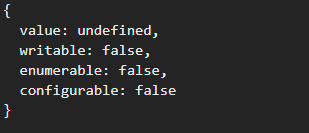 {
  value: undefined,
  writable: false,
  enumerable: false,
  configurable: false
}